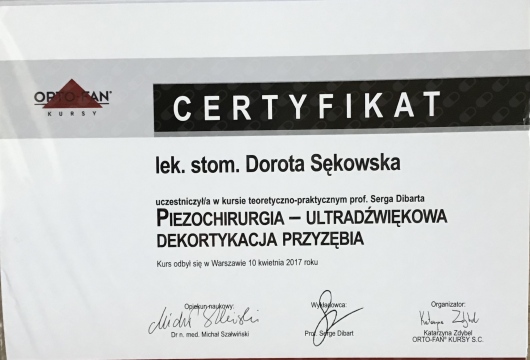 ORTO-FAN®
KURSY
CERTYFIKAT
lek. stom. Dorota Sękowska
uczestniczył/a w kursie teoretyczno-praktycznym prof. Serga Dibarta
PIEZOCHIRURGIA – ULTRADŹWIĘKOWA
DEKORTYKACJA PRZYZĘBIA
Kurs odbył się w Warszawie 10 kwietnia 2017 roku
Opiekun naukowy:
Dr n. med. Michał Szałwiński
Wykładowca:
Prof. Serge Dibart
Organizator:
Katarzyna Zdybel
Katarzyna Zdybel
ORTO-FAN® KURSY S.C.